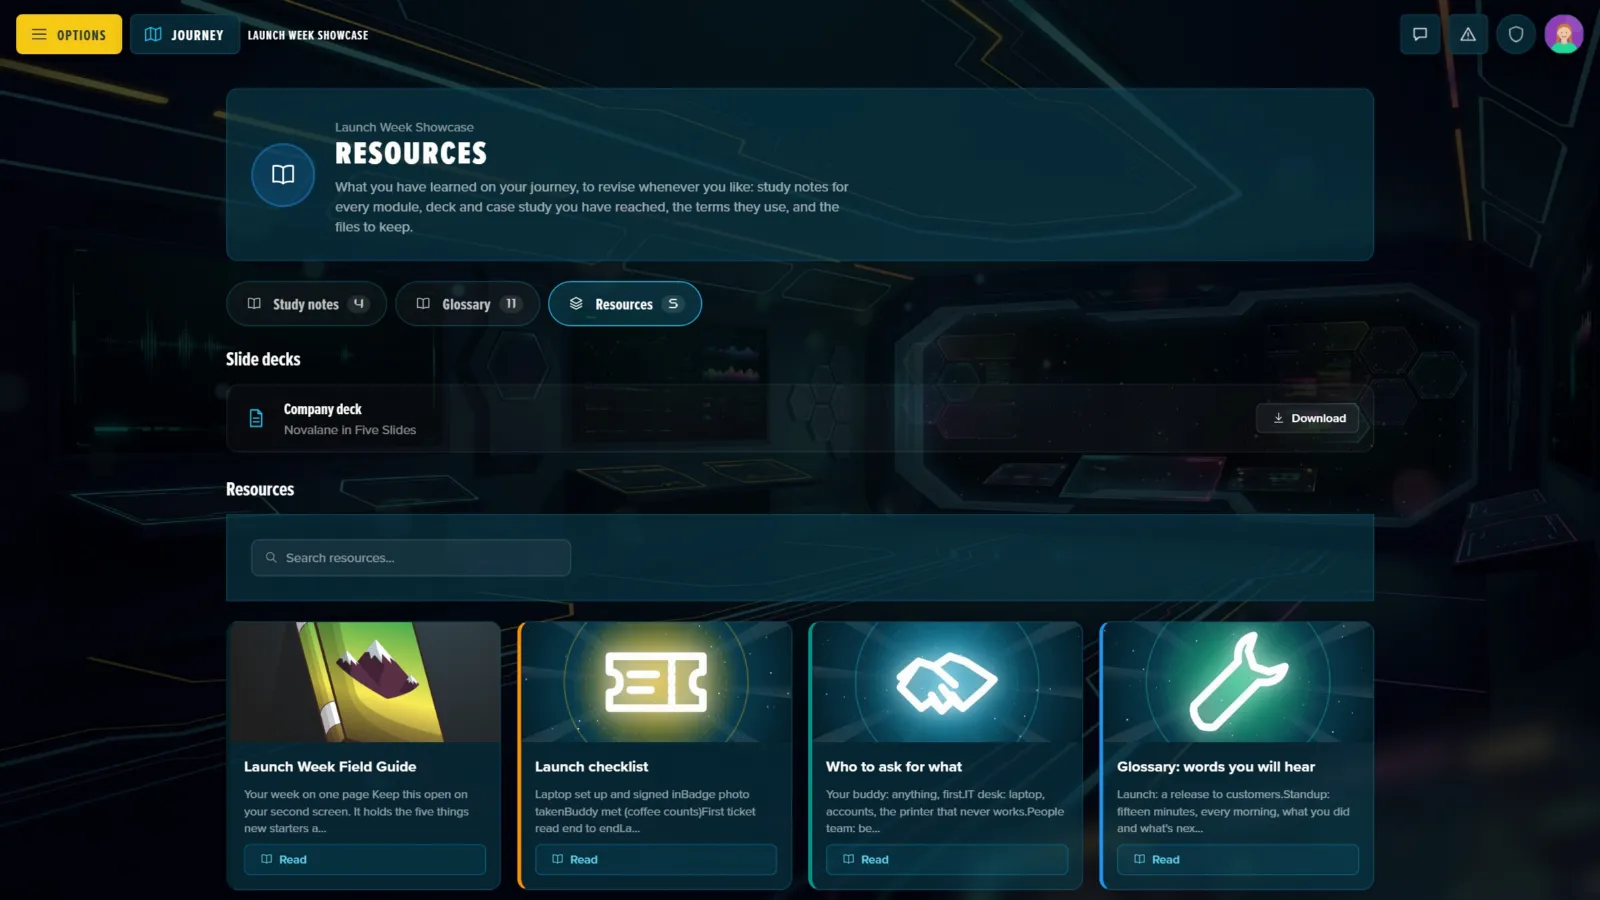 OPTIONS
JOURNEY
LAUNCH WEEK SHOWCASE
Launch Week Showcase
RESOURCES
What you have learned on your journey, to revise whenever you like: study notes for
every module, deck and case study you have reached, the terms they use, and the
files to keep.
Study notes 4
Glossary 11
Resources 5
Slide decks
Company deck
Novalane in Five Slides
Download
Resources
Search resources...
Launch Week Field Guide
Your week on one page Keep this open on
your second screen. It holds the five things
new starters a...
Read
Launch checklist
Laptop set up and signed inBadge photo
takenBuddy met (coffee counts)First ticket
read end to endLa...
Read
Who to ask for what
Your buddy: anything, first.IT desk: laptop,
accounts, the printer that never works.People
team: be...
Read
Glossary: words you will hear
Launch: a release to customers.Standup:
fifteen minutes, every morning, what you did
and what's nex...
Read